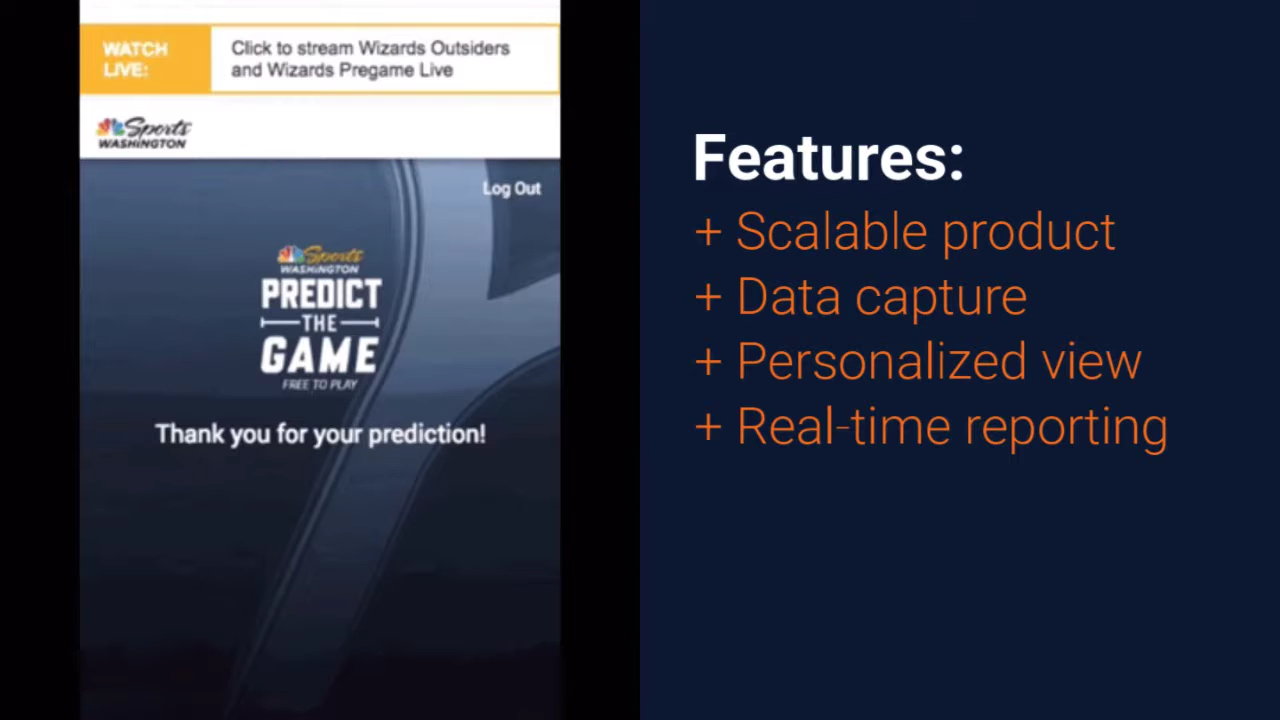 WATCH
LIVE:
Click to stream Wizards Outsiders
and Wizards Pregame Live
Sports
WASHINGTON
Log Out
Sports
WASHINGTON
PREDICT
THE
GAME
FREE TO PLAY
Thank you for your prediction!
Features:
+ Scalable product
+ Data capture
+ Personalized view
+ Real-time reporting